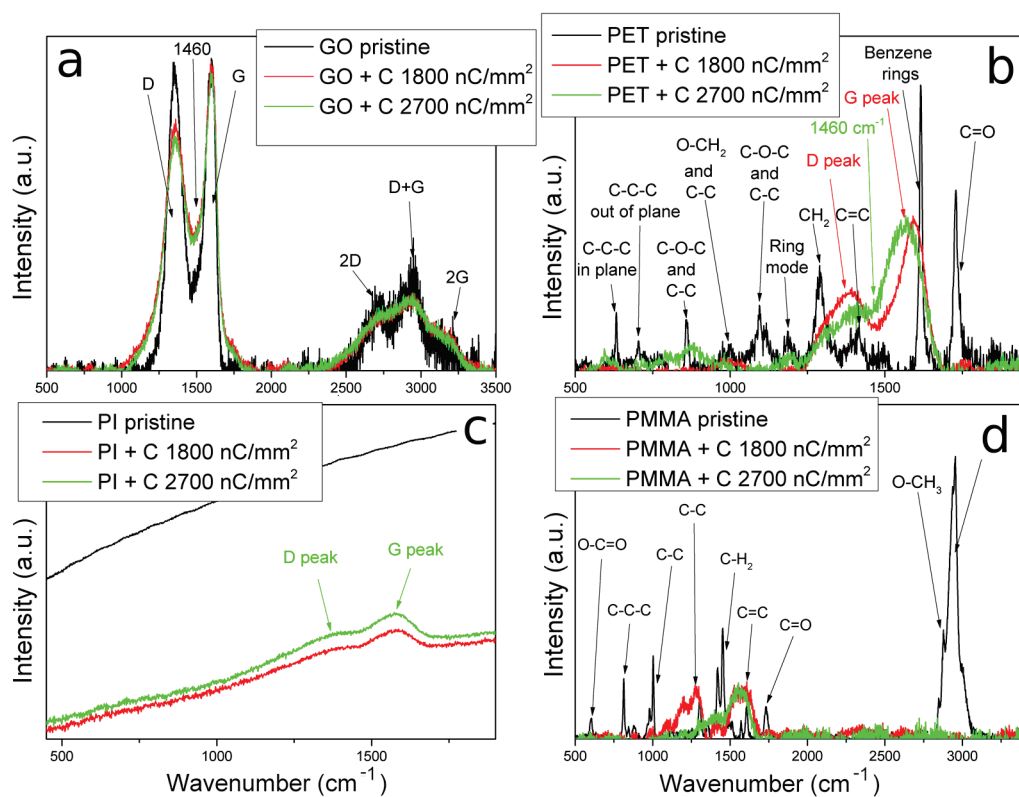 a
GO pristine
GO + C 1800 nC/mm²
GO + C 2700 nC/mm²
1460
D
G
D+G
2D
2G
Intensity (a.u.)
500 1000 1500 2000 2500 3000 3500
b
PET pristine
PET + C 1800 nC/mm²
PET + C 2700 nC/mm²
Benzene
rings
G peak
1460 cm⁻¹
D peak
C=O
O-CH₂
and
C-C
C-O-C
and
C-C
C-C-C
out of plane
CH₂
C=C
C-C-C
in plane
C-O-C
and
C-C
Ring
mode
Intensity (a.u.)
500 1000 1500
c
PI pristine
PI + C 1800 nC/mm²
PI + C 2700 nC/mm²
D peak
G peak
Intensity (a.u.)
500 1000 1500
Wavenumber (cm⁻¹)
d
PMMA pristine
PMMA + C 1800 nC/mm²
PMMA + C 2700 nC/mm²
O-CH₃
C-C
O-C=O
C-C
C-H₂
C-C-C
C=C
C=O
Intensity (a.u.)
500 1000 1500 2000 2500 3000
Wavenumber (cm⁻¹)